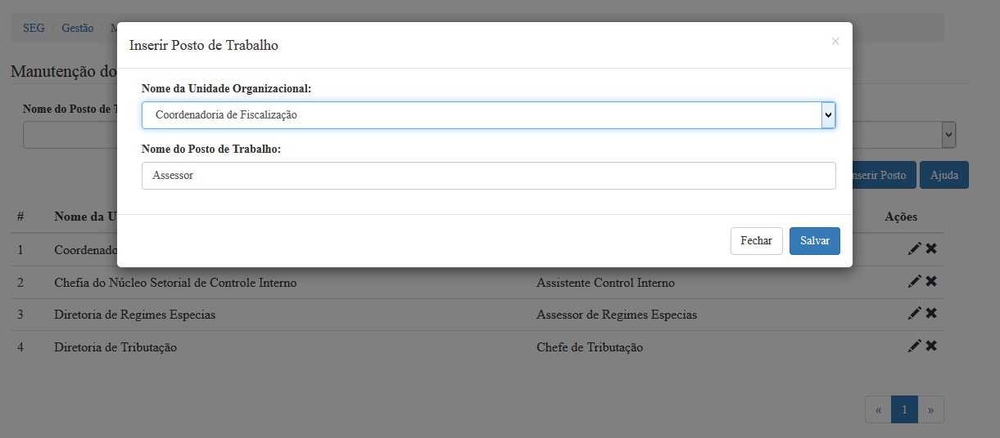 SEG / Gestão / M
Inserir Posto de Trabalho ×
Manutenção do
Nome da Unidade Organizacional:
Nome do Posto de T
Coordenadoria de Fiscalização
Nome do Posto de Trabalho:
Assessor
nserir Posto Ajuda
# Nome da U Ações
Fechar Salvar
1 Coordenado
2 Chefia do Núcleo Setorial de Controle Interno Assistente Control Interno
3 Diretoria de Regimes Especias Assessor de Regimes Especias
4 Diretoria de Tributação Chefe de Tributação
« 1 »